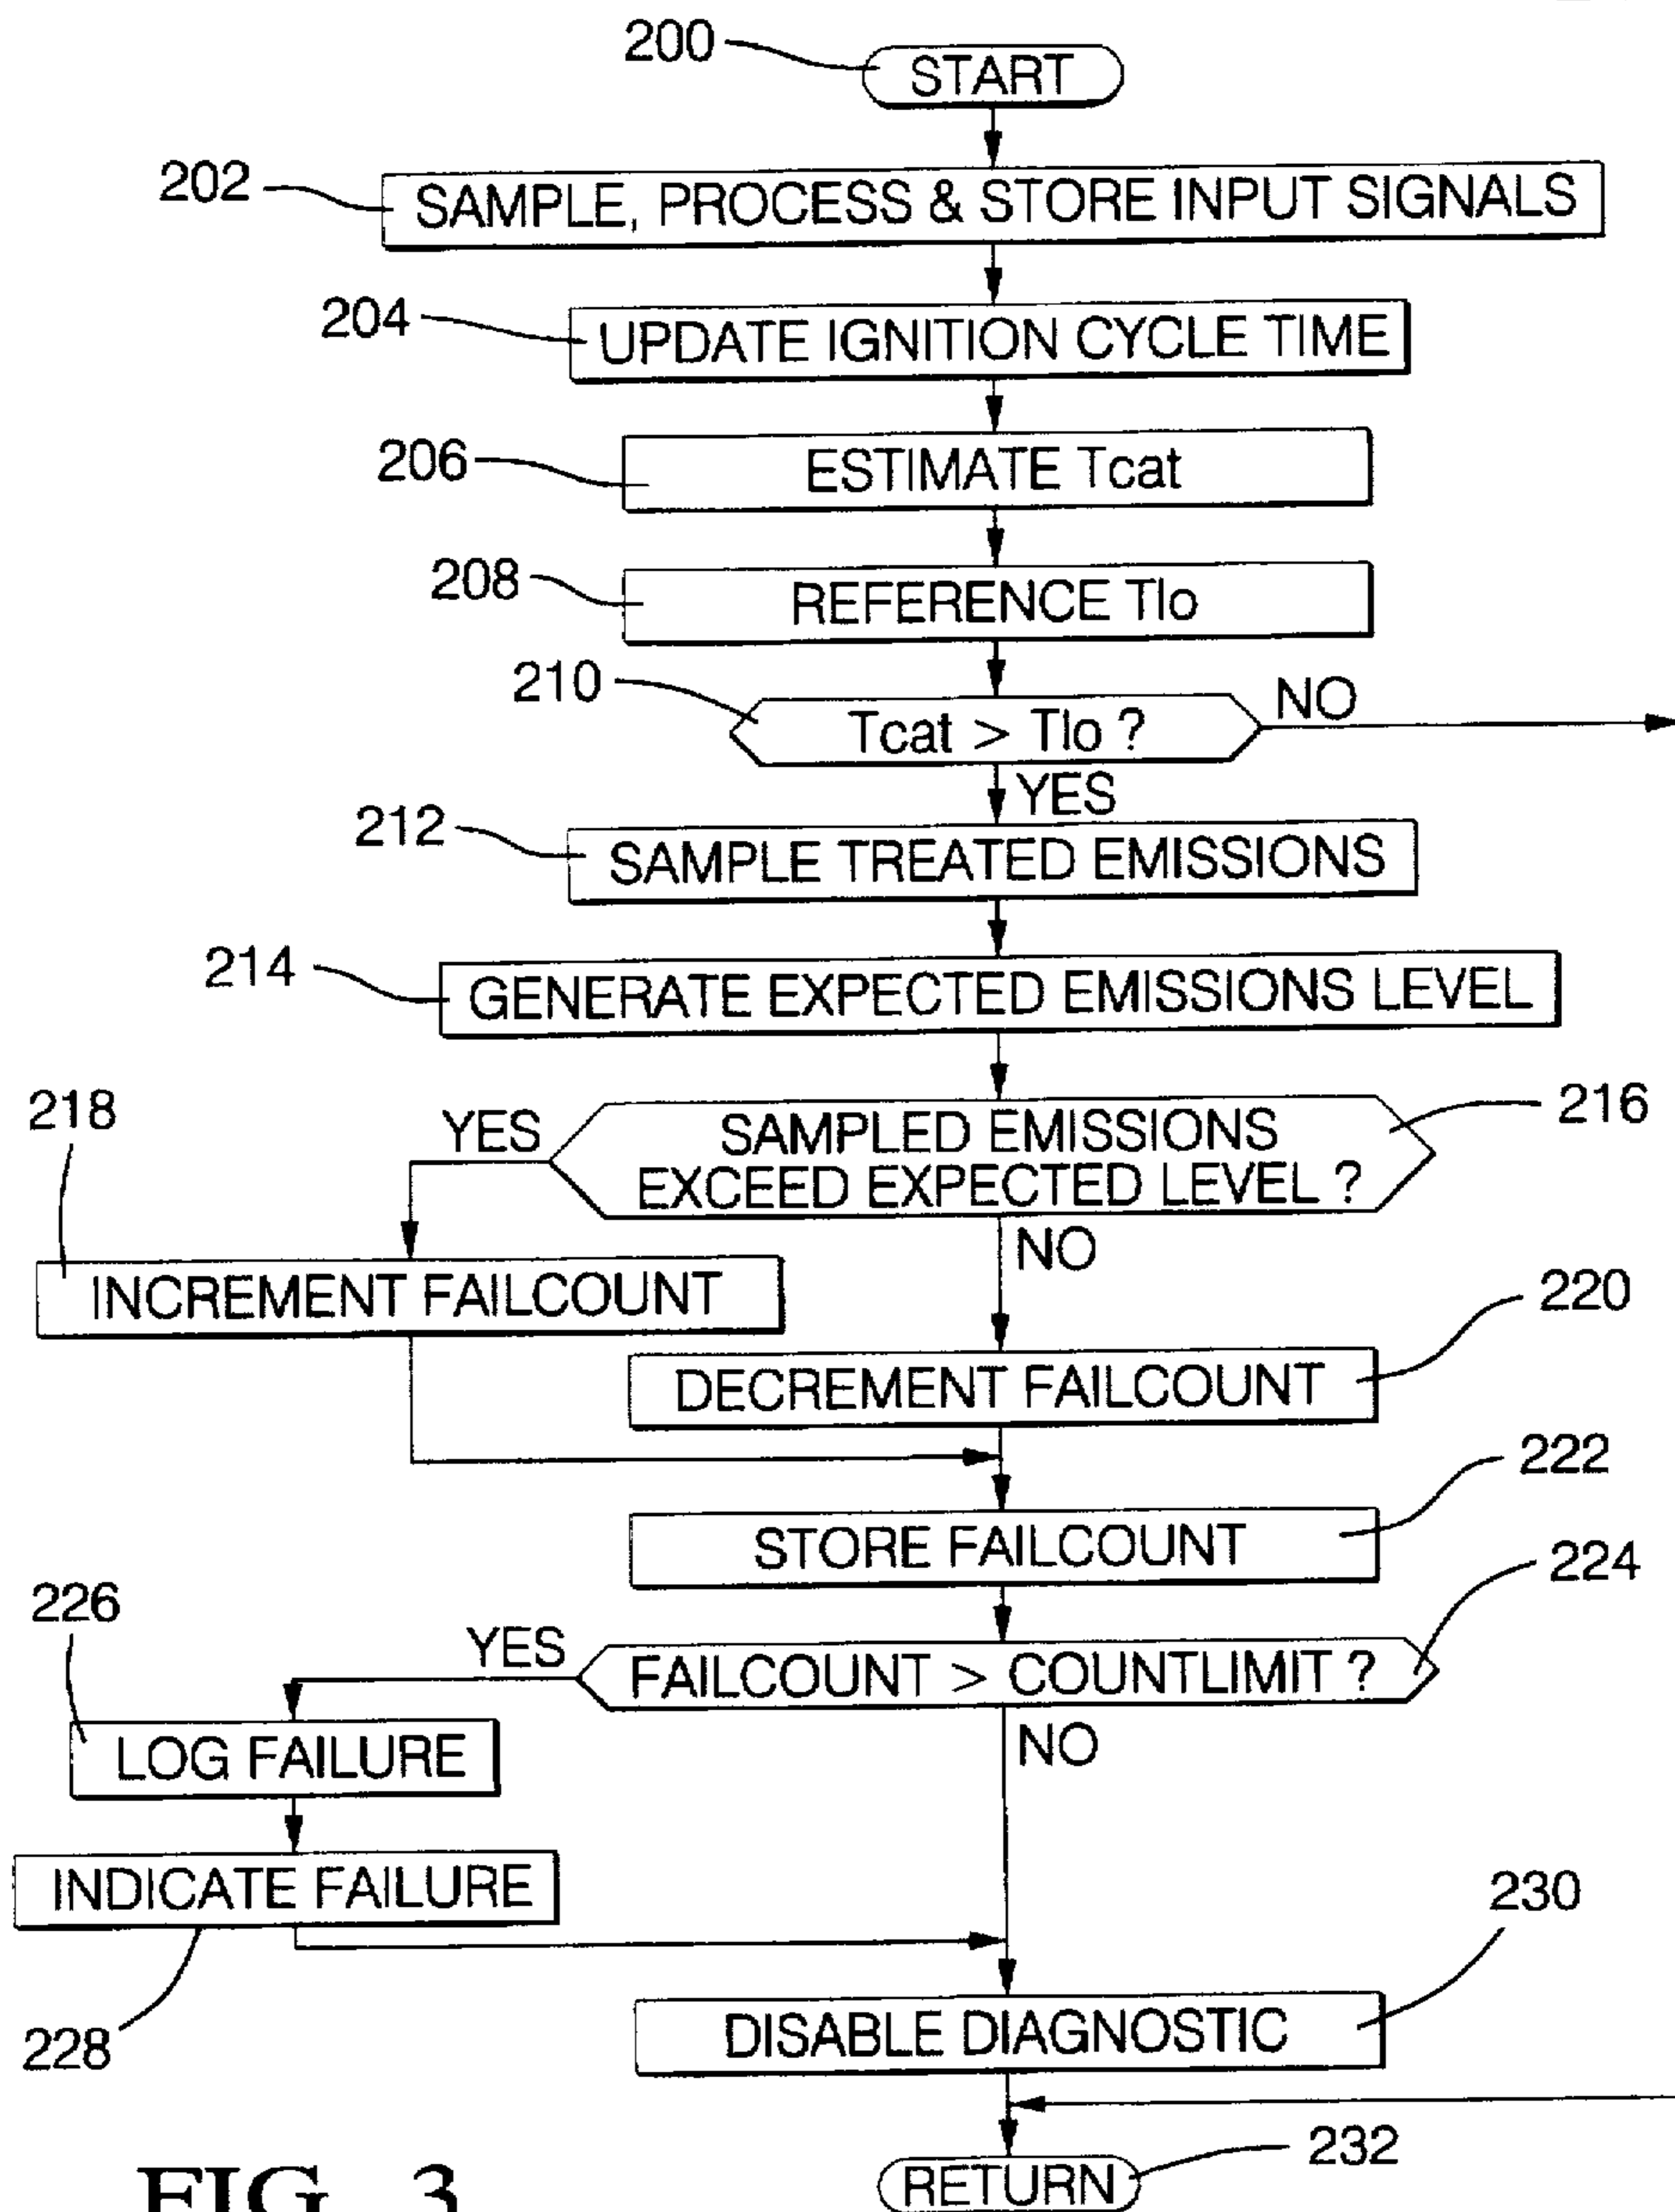 200
START
202
SAMPLE, PROCESS & STORE INPUT SIGNALS
204
UPDATE IGNITION CYCLE TIME
206
ESTIMATE Tcat
208
REFERENCE Tlo
210
Tcat > Tlo ?
NO
YES
212
SAMPLE TREATED EMISSIONS
214
GENERATE EXPECTED EMISSIONS LEVEL
218
YES
SAMPLED EMISSIONS
EXCEED EXPECTED LEVEL ?
216
NO
INCREMENT FAILCOUNT
220
DECREMENT FAILCOUNT
222
STORE FAILCOUNT
224
226
YES
FAILCOUNT > COUNTLIMIT ?
NO
LOG FAILURE
INDICATE FAILURE
230
228
DISABLE DIAGNOSTIC
232
RETURN
FIG. 3